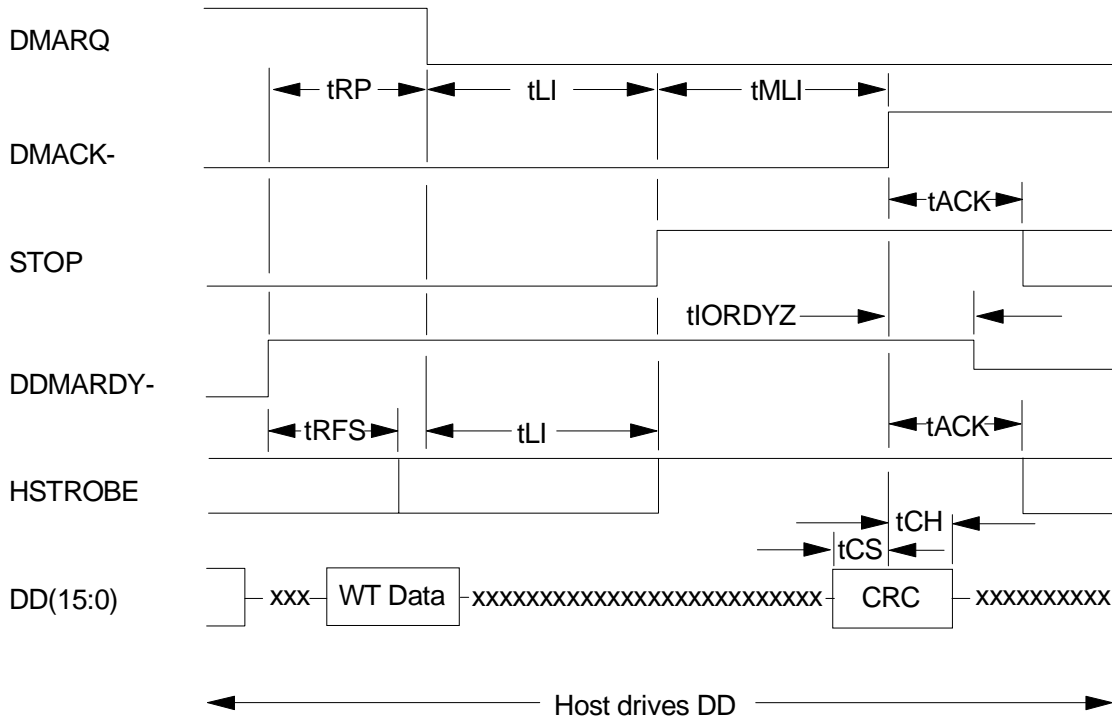 DMARQ
tRP
tLI
tMLI
DMACK-
tACK
STOP
tIORDYZ
DDMARDY-
tRFS
tLI
tACK
HSTROBE
tCH
tCS
DD(15:0)
xxx
WT Data
xxxxxxxxxxxxxxxxxxxxxxxxxx
CRC
xxxxxxxxxx
Host drives DD